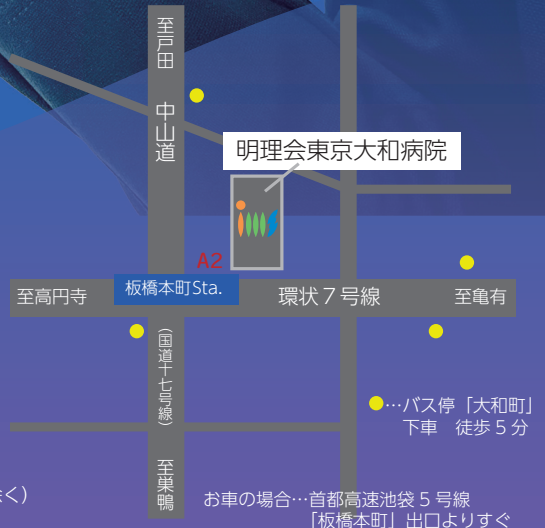 至戸田
中山道
明理会東京大和病院
ims
A2
板橋本町Sta.
至高円寺
環状７号線
至亀有
（国道十七号線）
至巣鴨
…バス停「大和町」
下車　徒歩５分
く）
お車の場合…首都高速池袋５号線
「板橋本町」出口よりすぐ